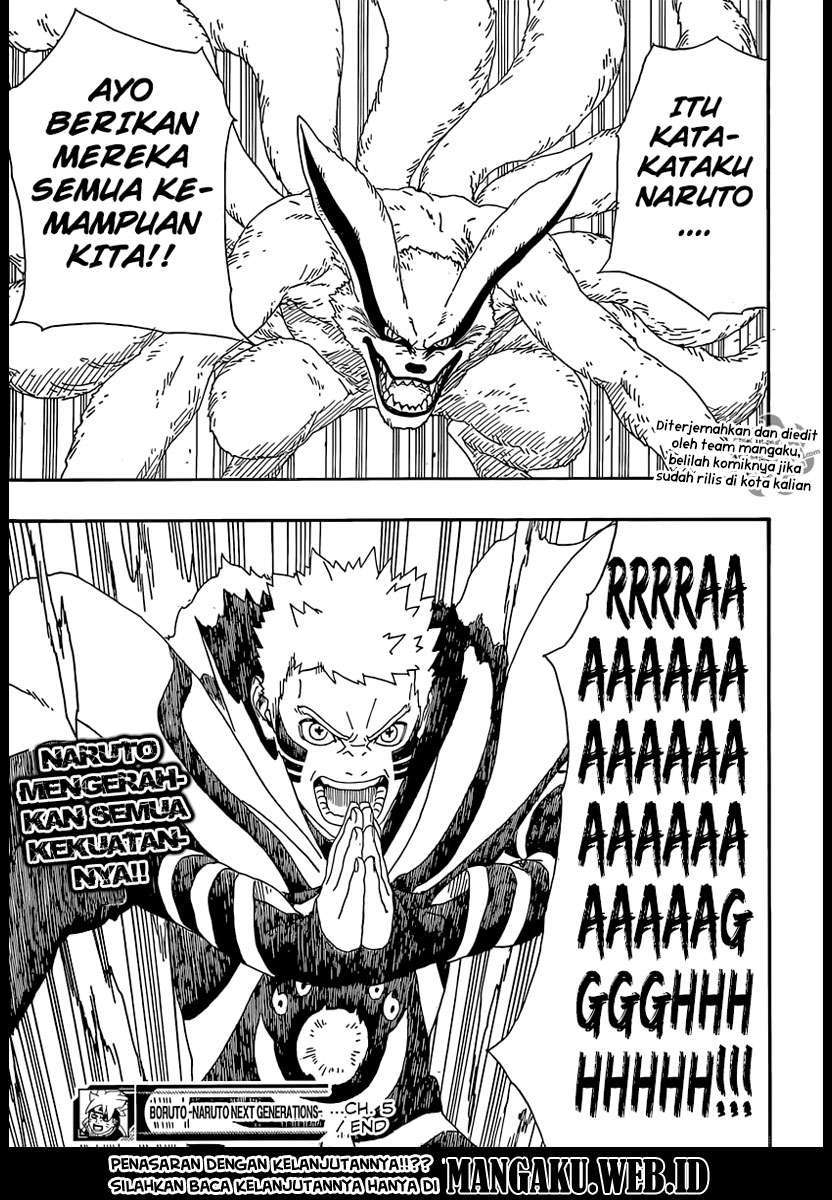 ITU
KATA-
KATAKU
NARUTO
....
AYO
BERIKAN
MEREKA
SEMUA KE-
MAMPUAN
KITA!!
Diterjemahkan dan diedit
oleh team mangaku,
belilah komiknya jika
sudah rilis di kota kalian
RRRRAA
AAAAAA
AAAAAA
AAAAAA
AAAAAG
GGGHHH
HHHHH!!!
NARUTO
MENGERAH-
KAN SEMUA
KEKUATAN-
NYA!!
BORUTO -NARUTO NEXT GENERATIONS-
...CH. 5
/ END
PENASARAN DENGAN KELANJUTANNYA!!??
SILAHKAN BACA KELANJUTANNYA HANYA DI
MANGAKU.WEB.ID